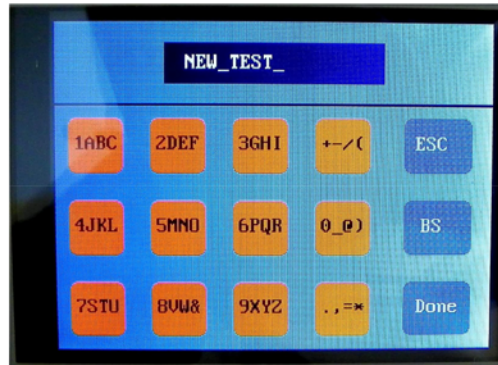 NEW_TEST_
1ABC 2DEF 3GHI +-/( ESC
4JKL 5MNO 6PQR 0_@) BS
7STU 8VW& 9XYZ .,=* Done